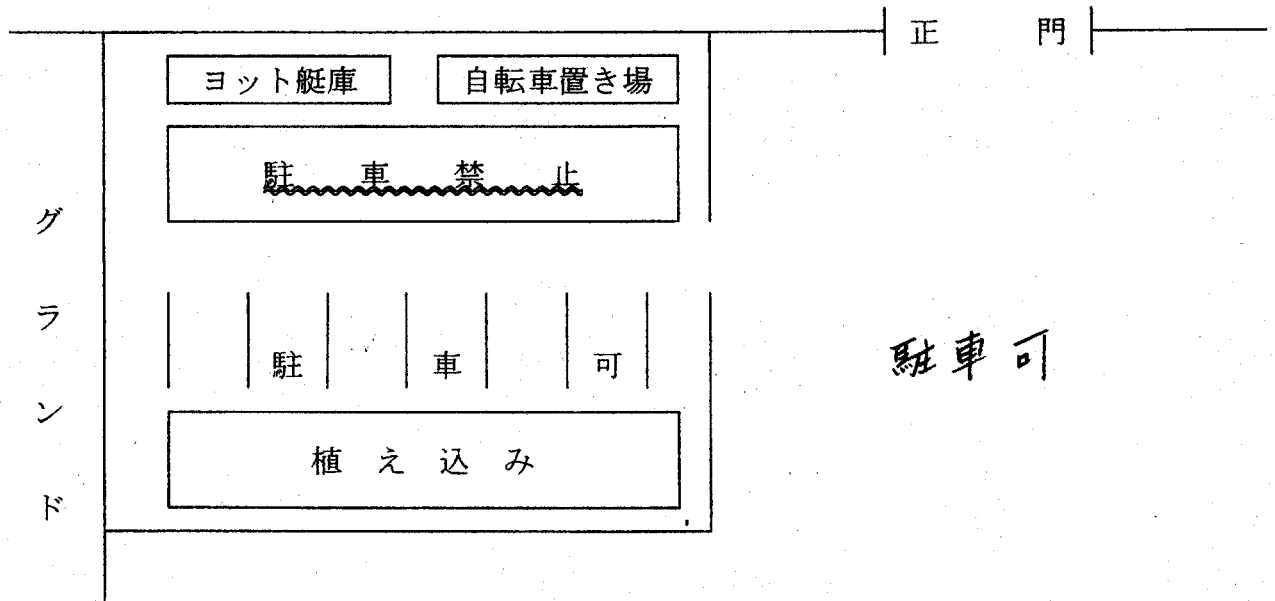 正門
ヨット艇庫
自転車置き場
駐車禁止
グランド
駐車可
駐車可
植え込み